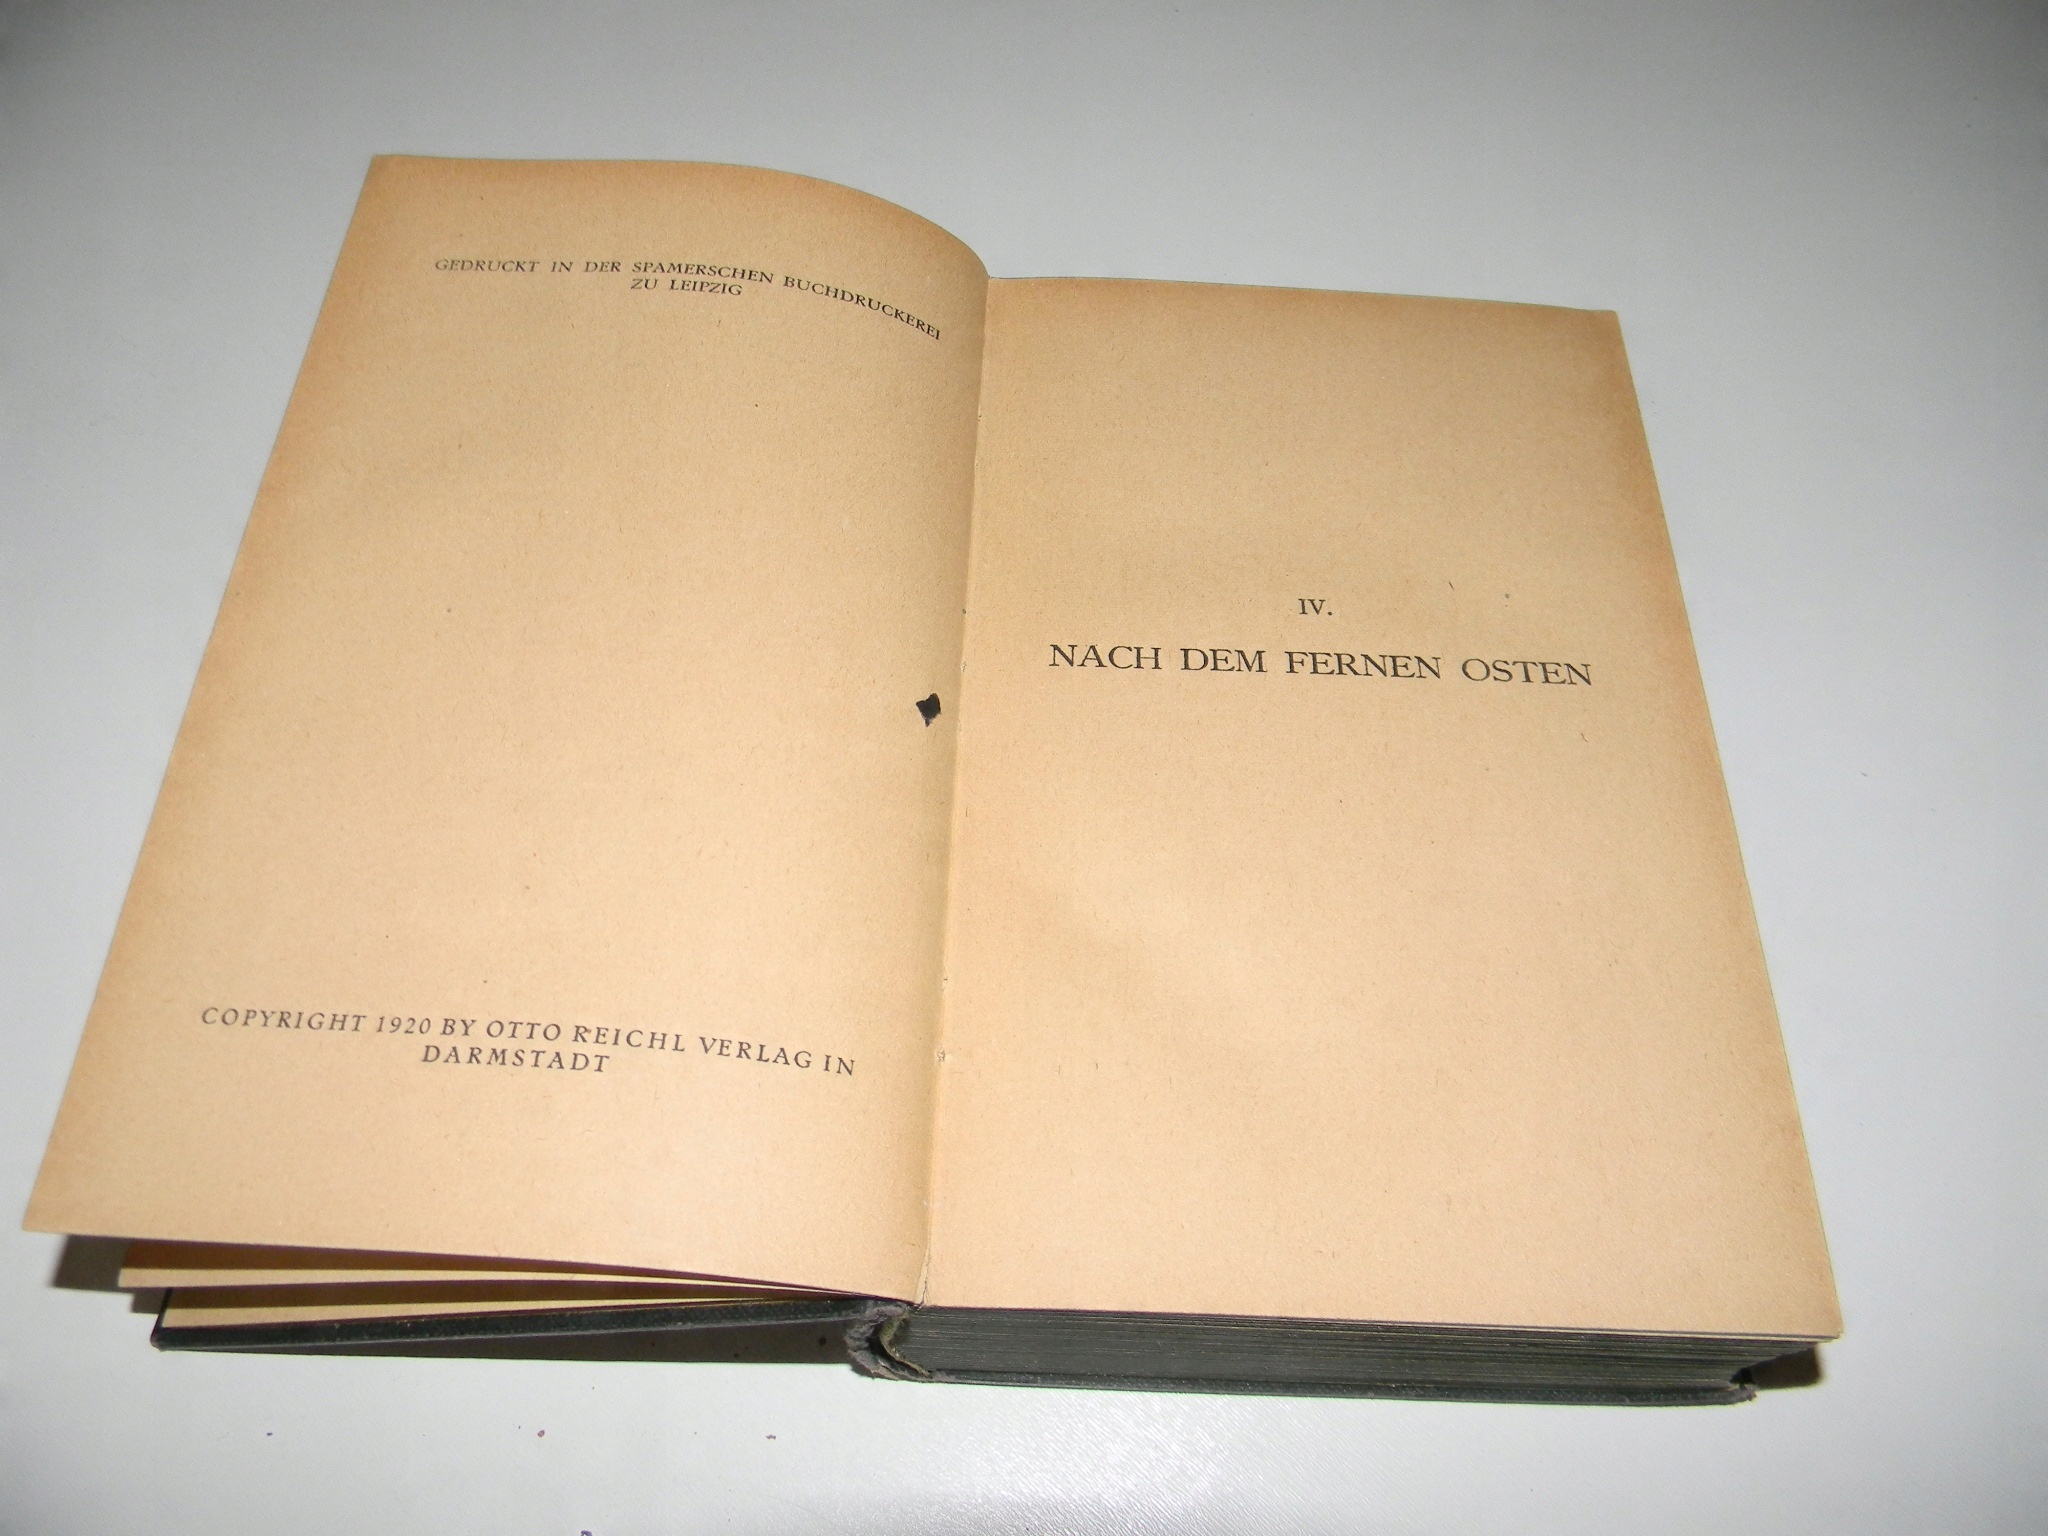 GEDRUCKT IN DER SPAMERSCHEN BUCHDRUCKEREI
ZU LEIPZIG
COPYRIGHT 1920 BY OTTO REICHL VERLAG IN
DARMSTADT
IV.
NACH DEM FERNEN OSTEN